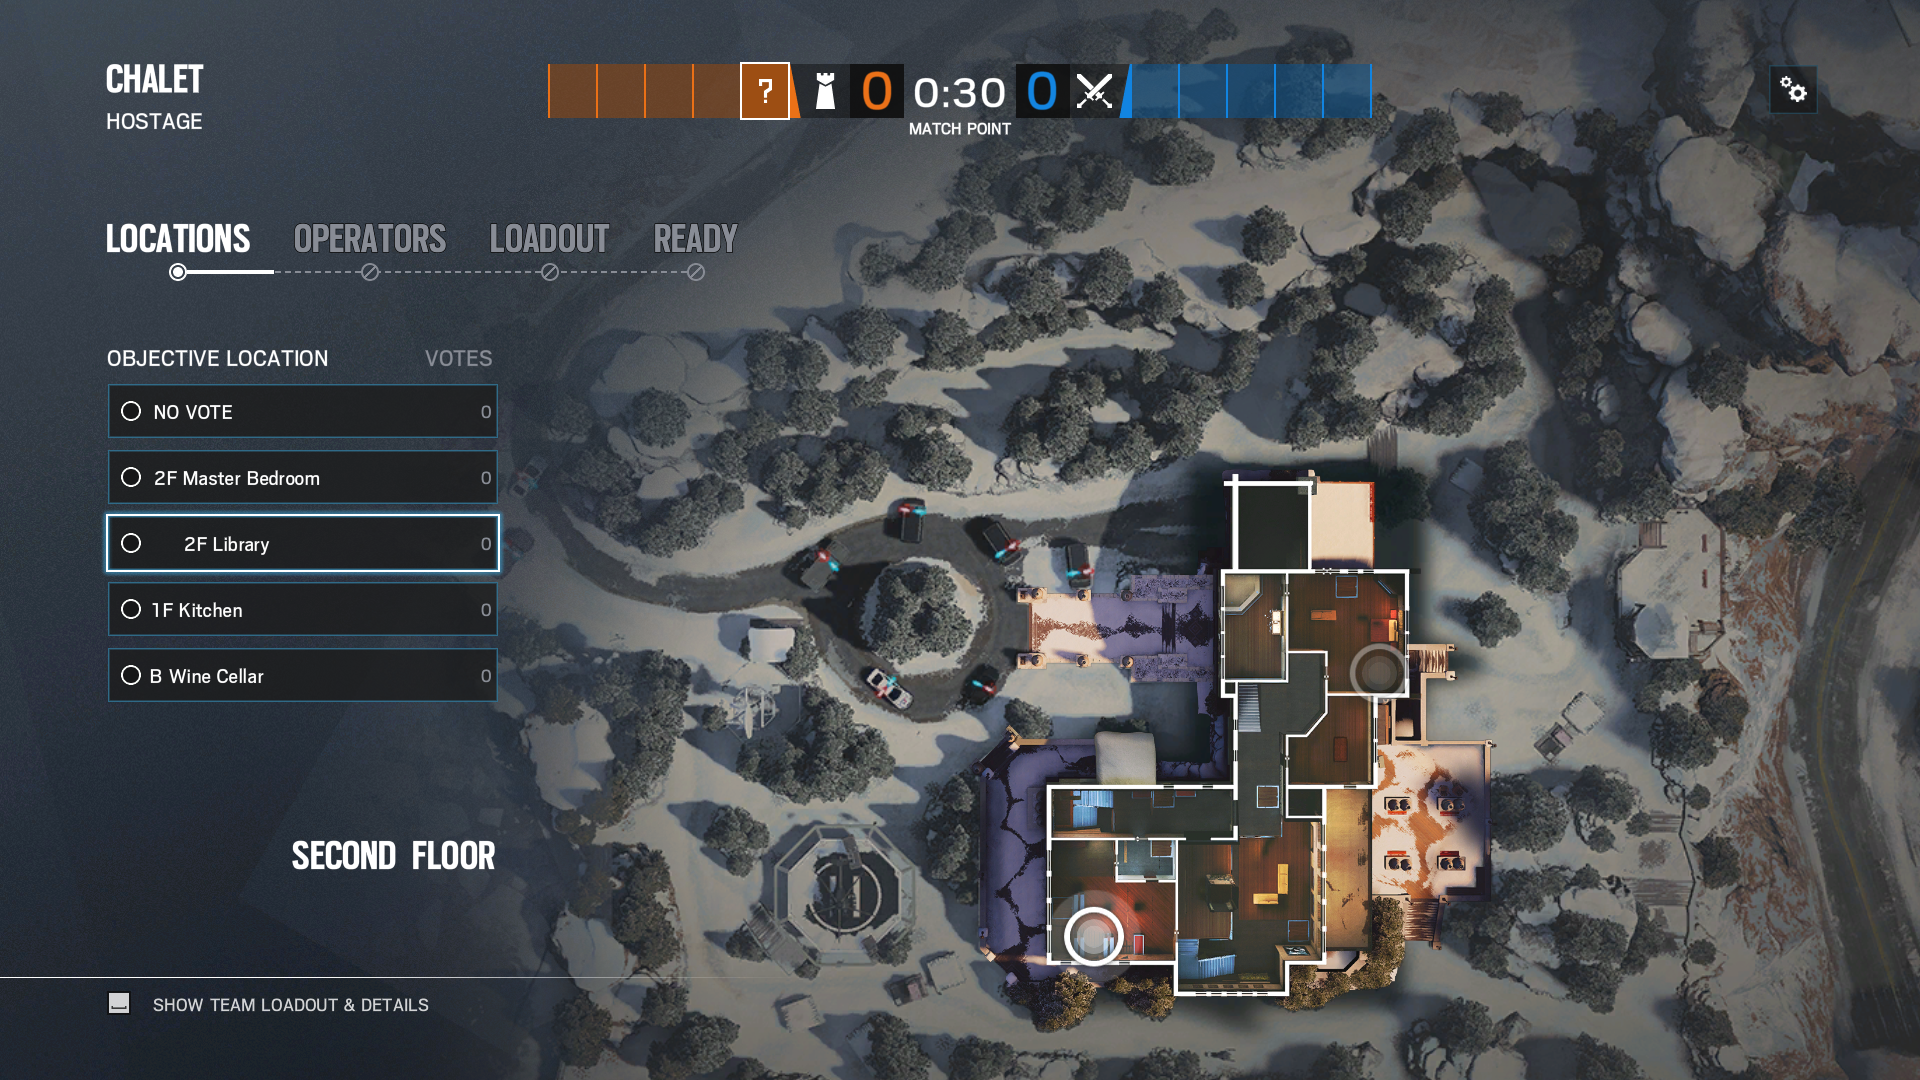 CHALET
HOSTAGE
?
0
0:30
0
MATCH POINT
LOCATIONS
OPERATORS
LOADOUT
READY
OBJECTIVE LOCATION
VOTES
NO VOTE
0
2F Master Bedroom
0
2F Library
0
1F Kitchen
0
B Wine Cellar
0
SECOND FLOOR
SHOW TEAM LOADOUT & DETAILS